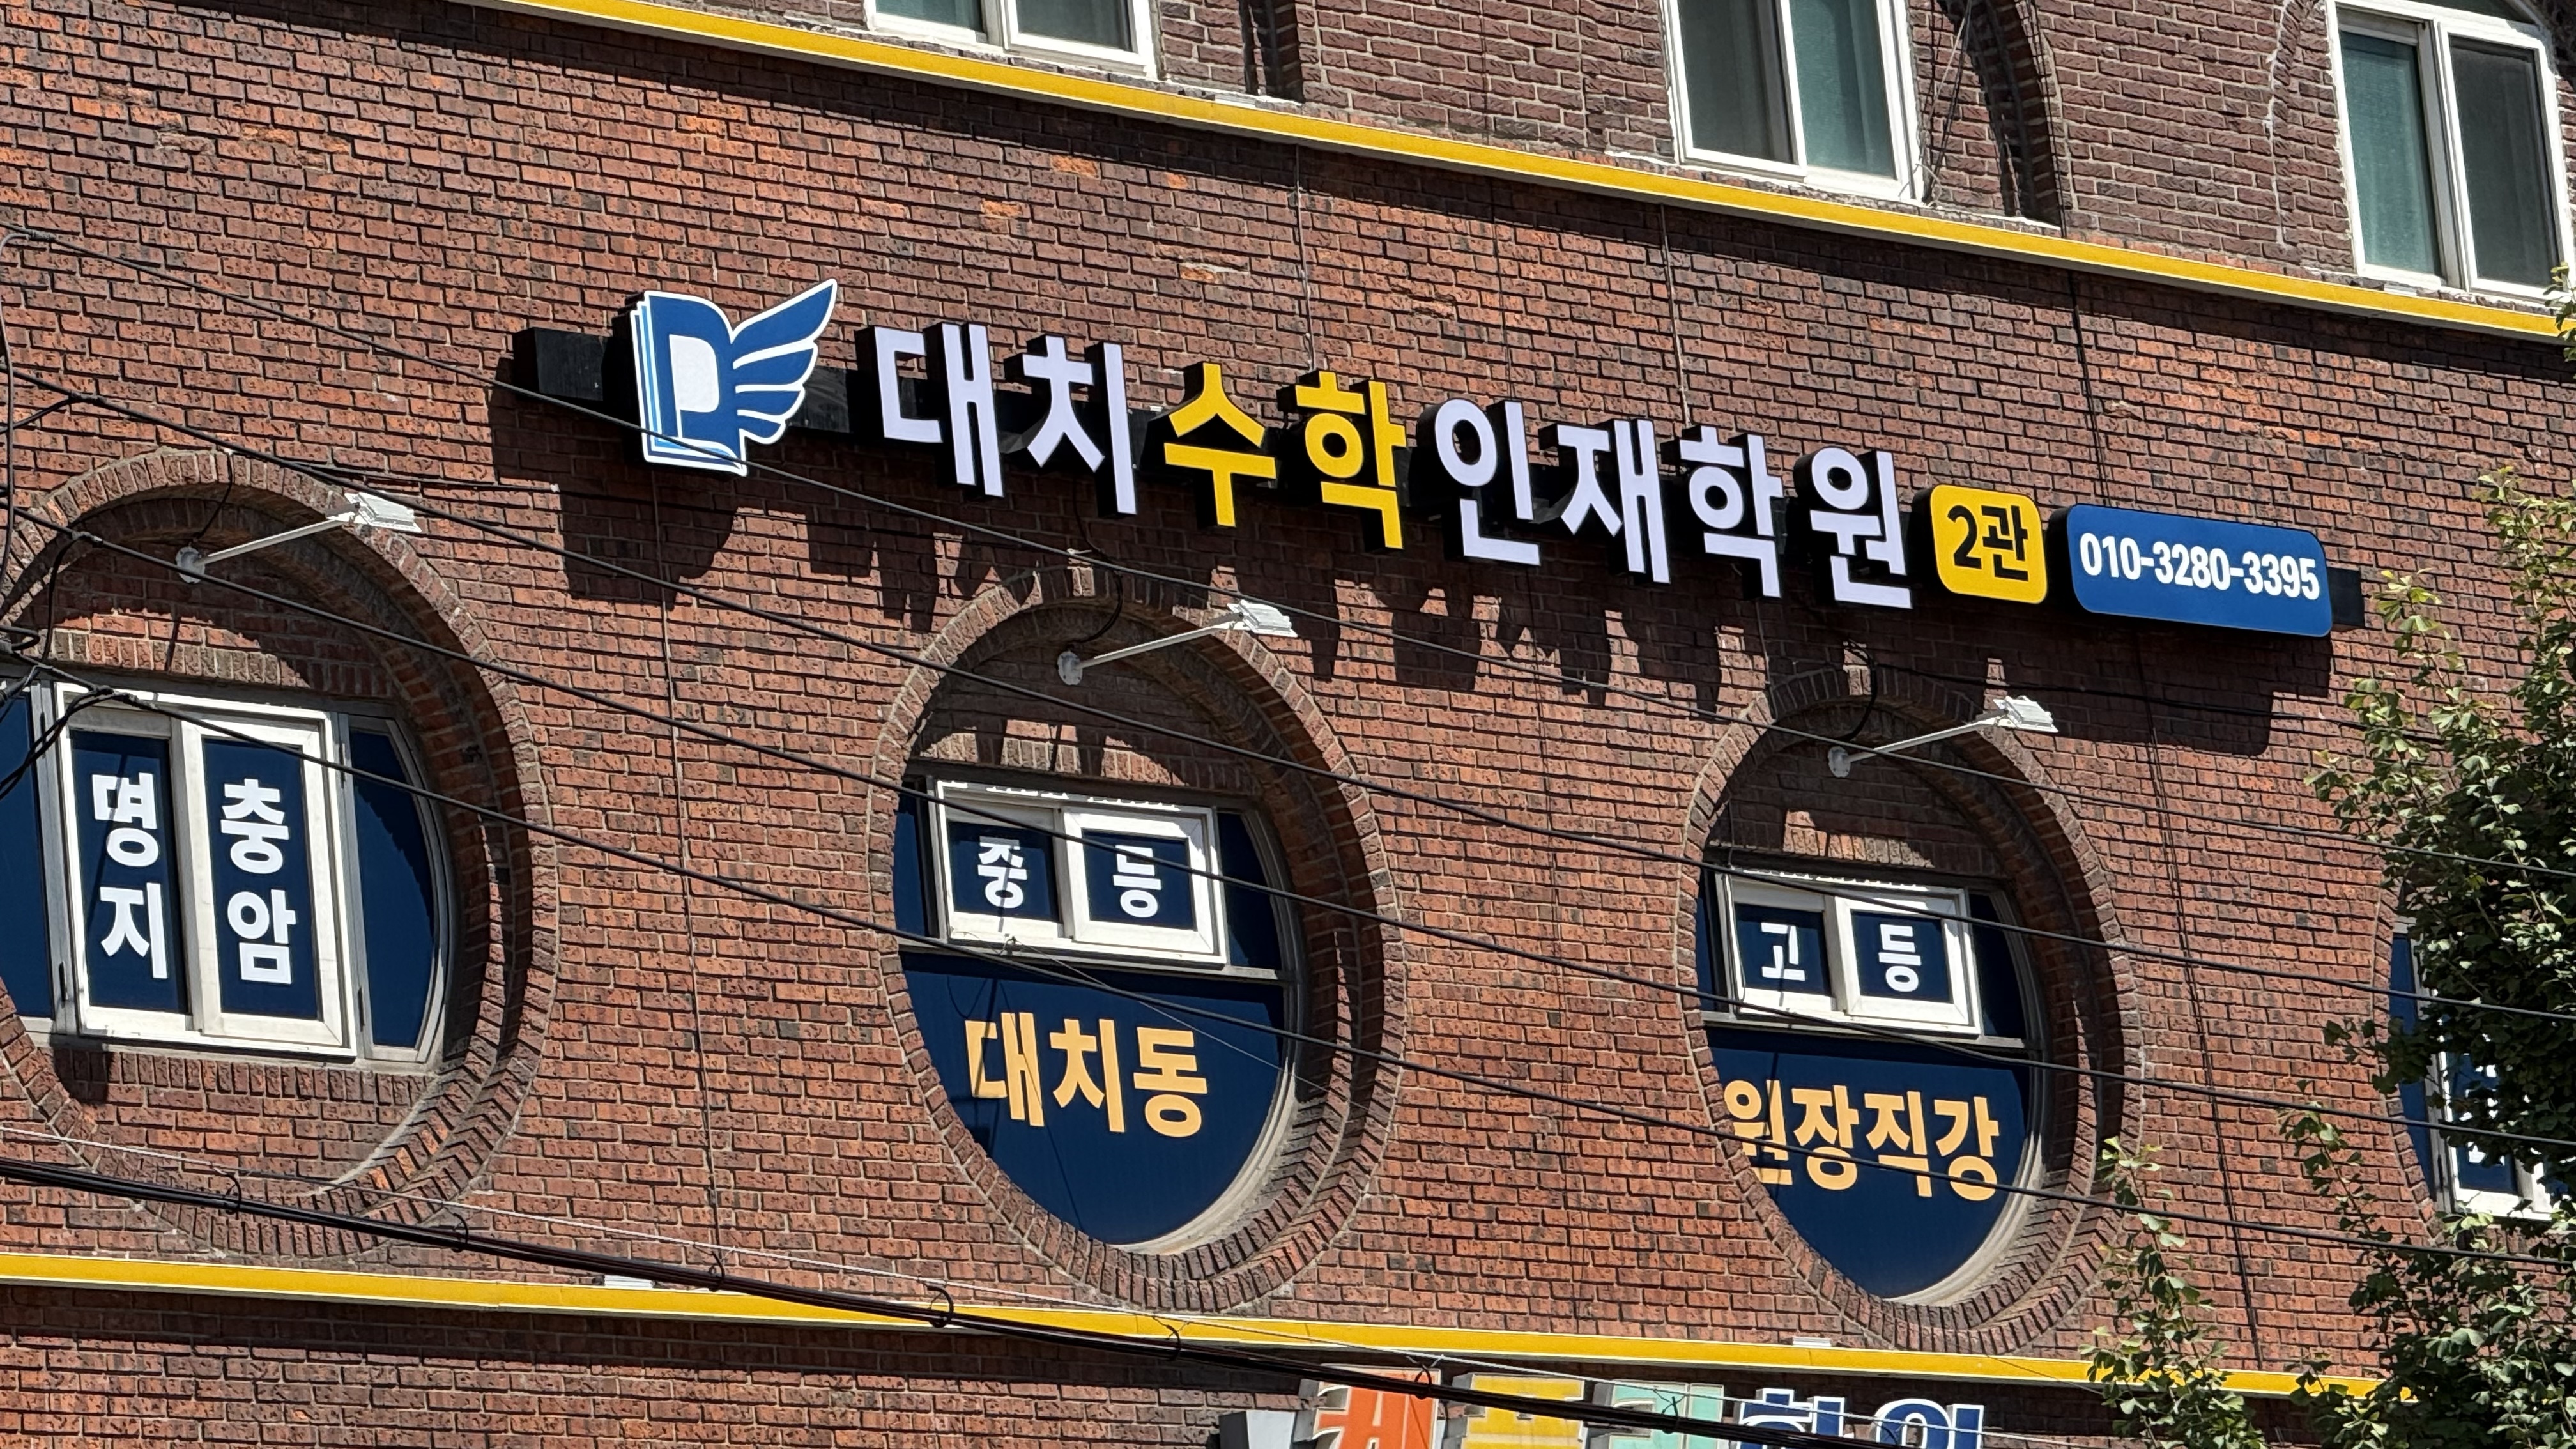 대치수학인재학원 2관 010-3280-3395
명지 충암
중등
대치동
고등
원장직강